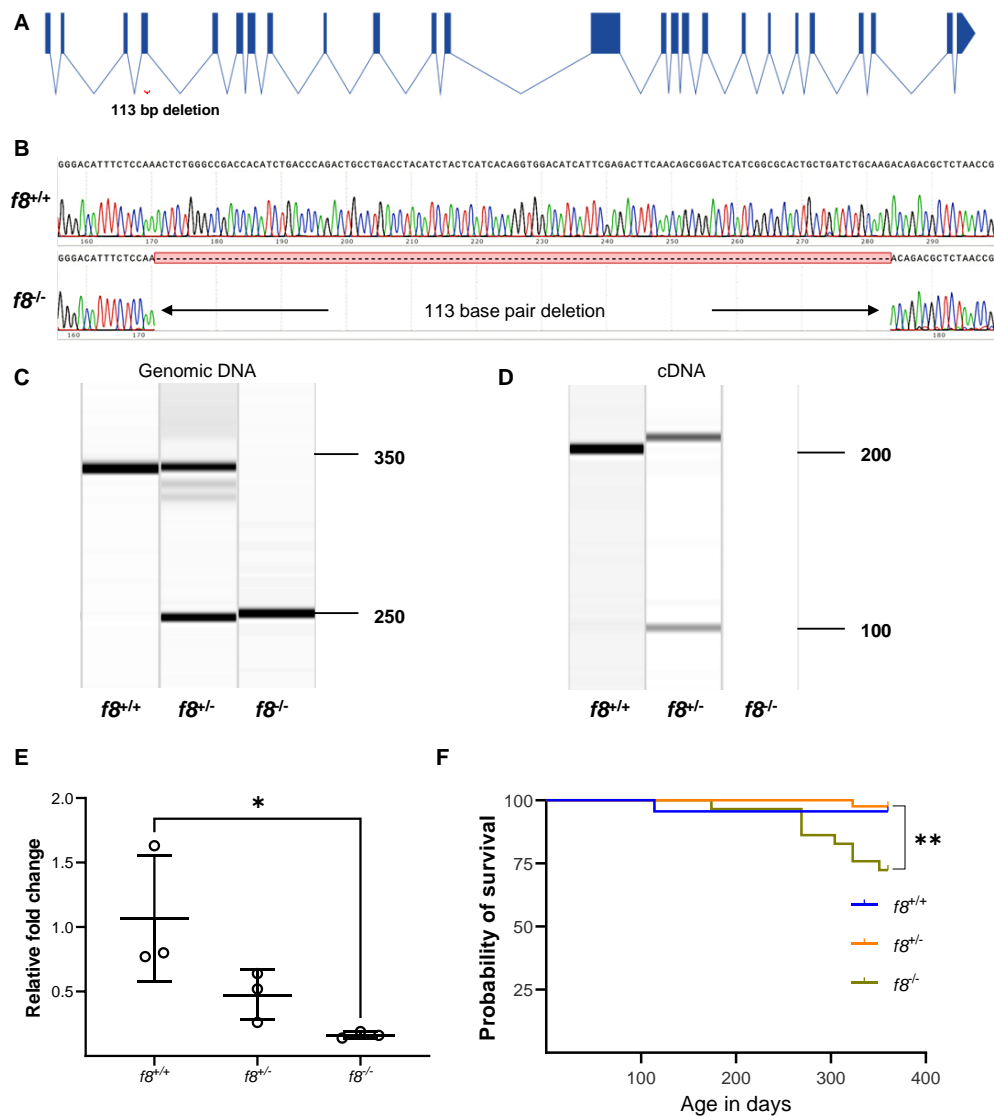 A
113 bp deletion
B
GGGACATTTCTCCAAACTCTGGGCCGACCACATCTGACCCAGACTGCCTGACCTACATCTACTCATCACAGGTGGACATCATTCGAGACTTCAACAGCGGACTCATCGGCGCACTGCTGATCTGCAAGACAGACGCTCTAACCG
f8+/+
160 170 180 190 200 210 220 230 240 250 260 270 280 290
GGGACATTTCTCCAA ACAGACGCTCTAACCG
f8-/-
113 base pair deletion
160 170 180
C
Genomic DNA
350
250
f8+/+ f8+/- f8-/-
D
cDNA
200
100
f8+/+ f8+/- f8-/-
E
Relative fold change
2.0
1.5
1.0
0.5
*
f8+/+ f8+/- f8-/-
F
Probability of survival
100
75
50
25
**
f8+/+
f8+/-
f8-/-
100 200 300 400
Age in days